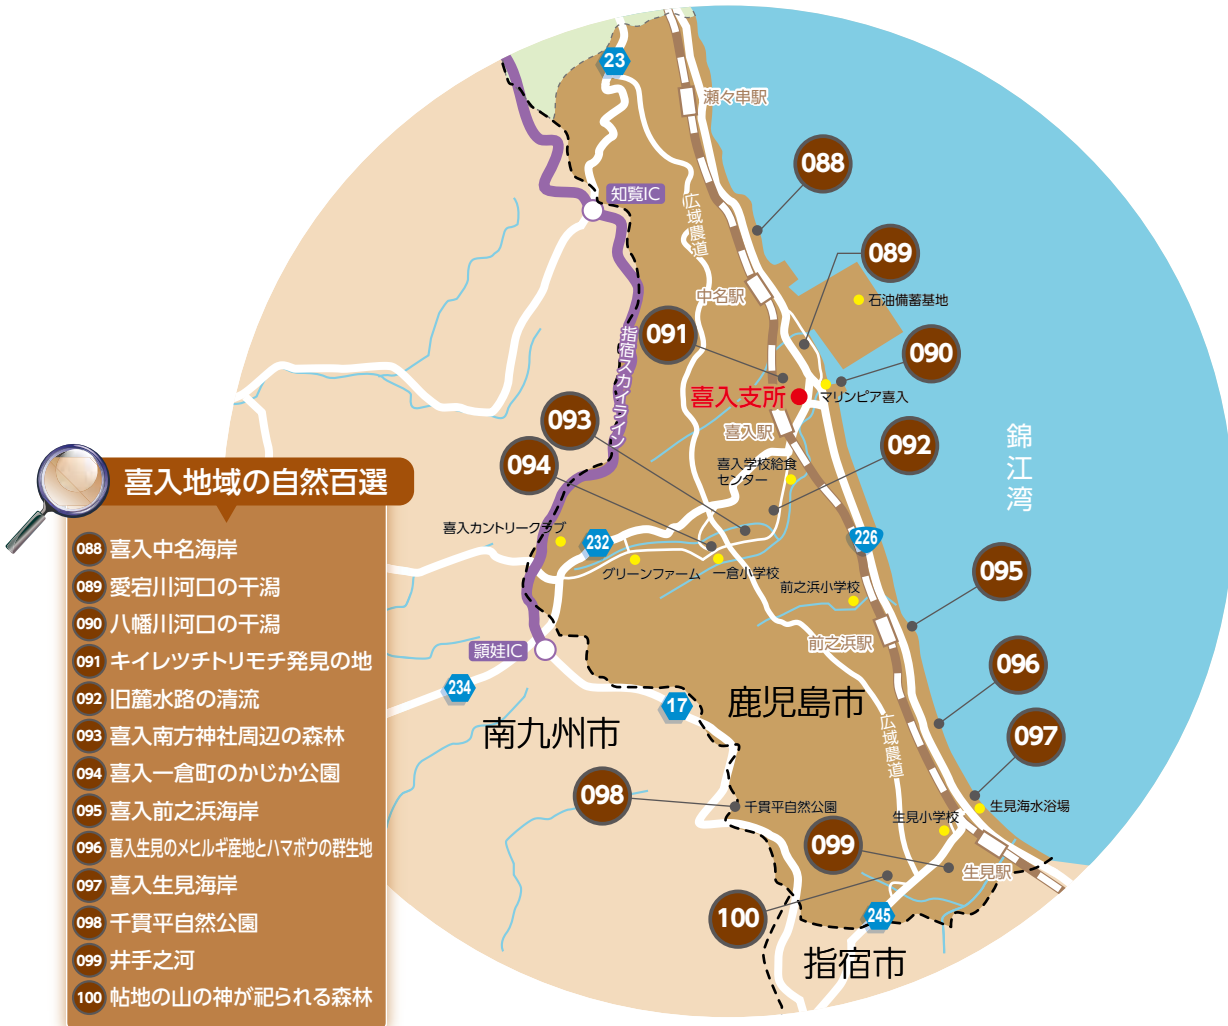 23
瀬々串駅
088
知覧IC
広域農道
089
中名駅
石油備蓄基地
091
指宿スカイライン
090
喜入支所
マリンピア喜入
093
喜入駅
092
錦江湾
094
喜入学校給食
センター
喜入地域の自然百選
088 喜入中名海岸
089 愛宕川河口の干潟
090 八幡川河口の干潟
091 キイレツチトリモチ発見の地
092 旧麓水路の清流
093 喜入南方神社周辺の森林
094 喜入一倉町のかじか公園
095 喜入前之浜海岸
096 喜入生見のメヒルギ産地とハマボウの群生地
097 喜入生見海岸
098 千貫平自然公園
099 井手之河
100 帖地の山の神が祀られる森林
喜入カントリークラブ
232
226
グリーンファーム
一倉小学校
095
前之浜小学校
前之浜駅
頴娃IC
096
234
17
鹿児島市
南九州市
広域農道
097
098
千貫平自然公園
生見海水浴場
生見小学校
099
生見駅
100
245
指宿市